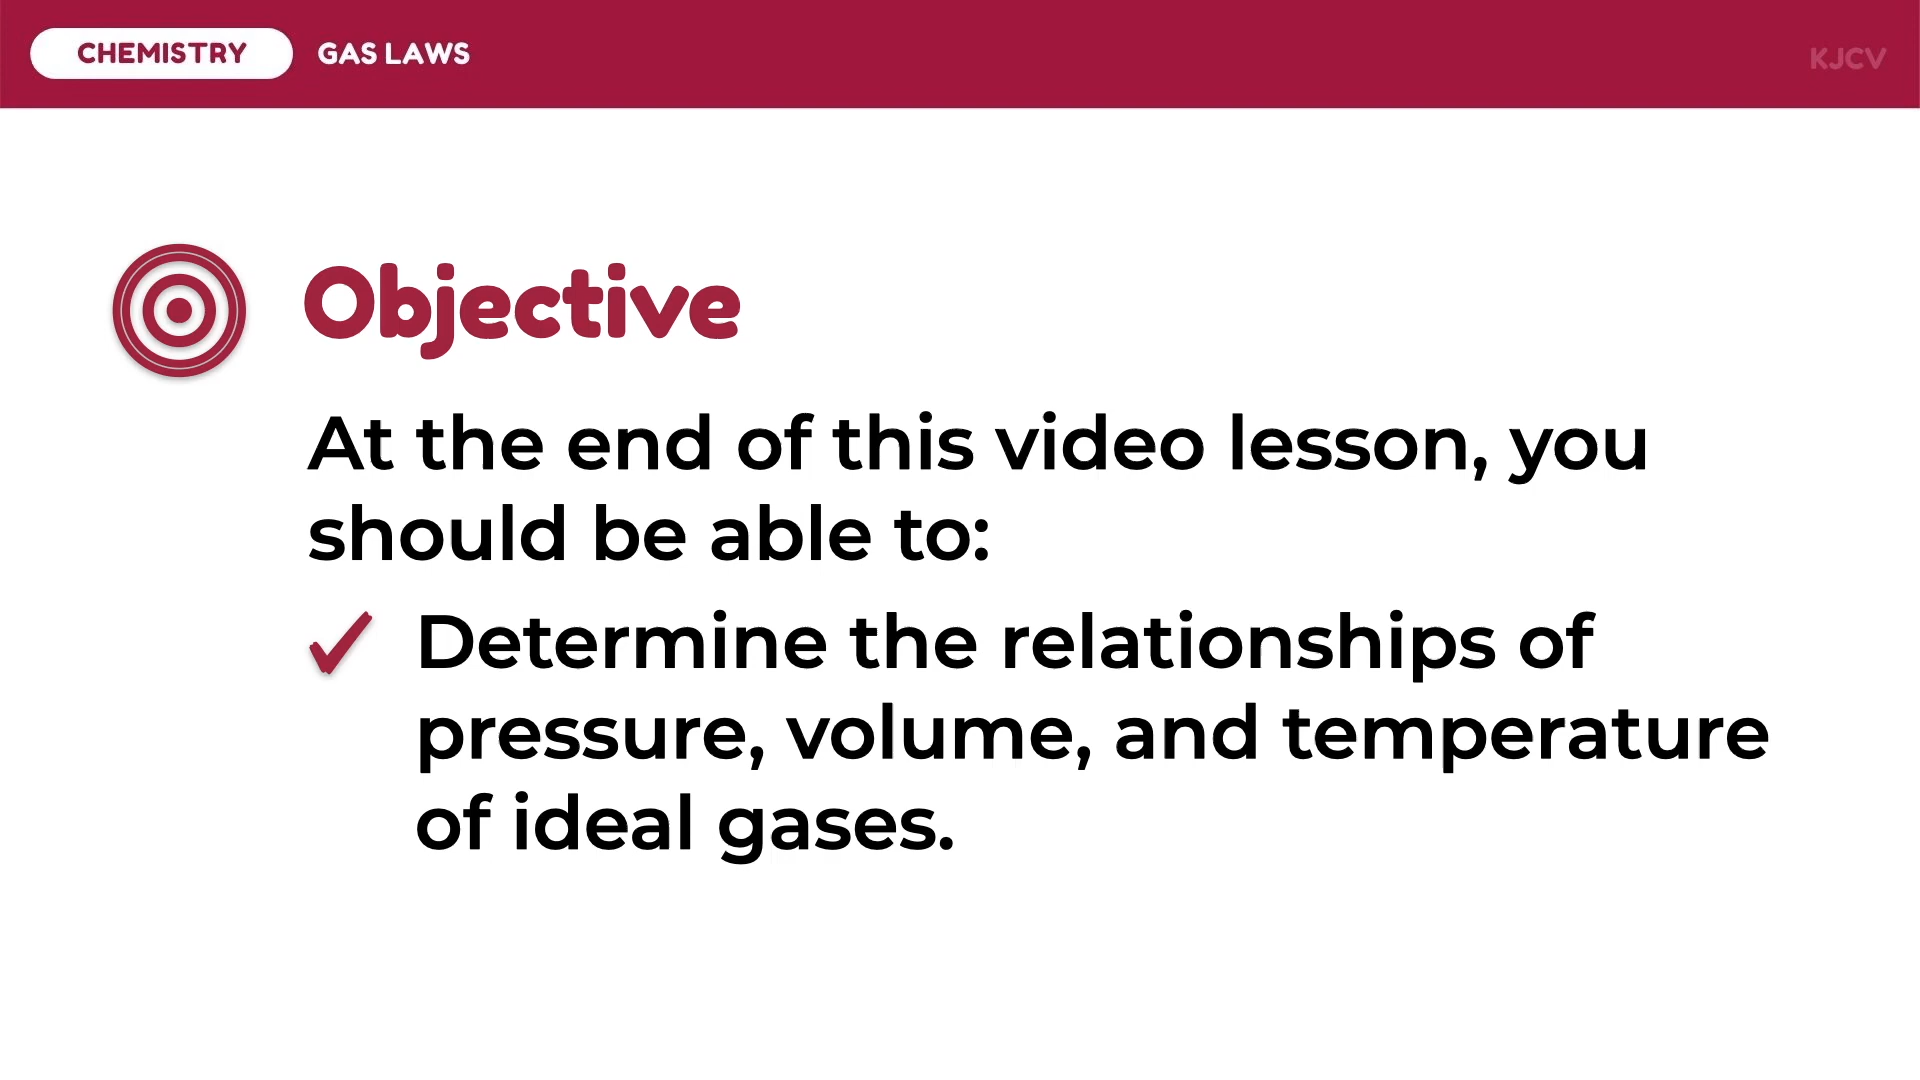 CHEMISTRY GAS LAWS KJCV
Objective
At the end of this video lesson, you
should be able to:
Determine the relationships of
pressure, volume, and temperature
of ideal gases.